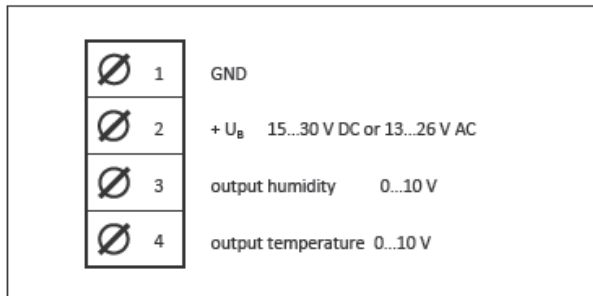 1 GND
2 + U_B 15...30 V DC or 13...26 V AC
3 output humidity 0...10 V
4 output temperature 0...10 V